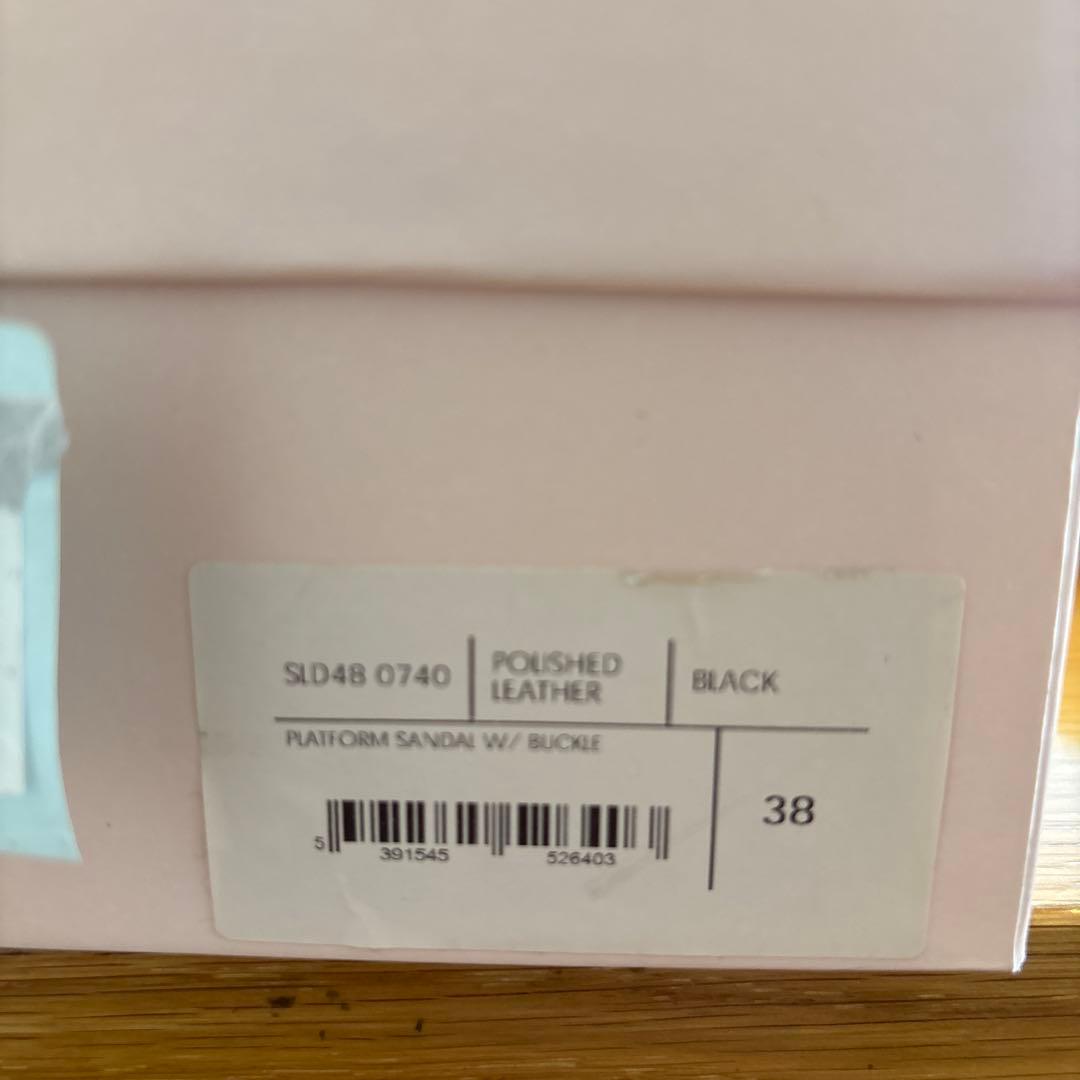 SLD48 0740
POLISHED
LEATHER
BLACK
PLATFORM SANDAL W/ BUCKLE
38
5 391545 526403